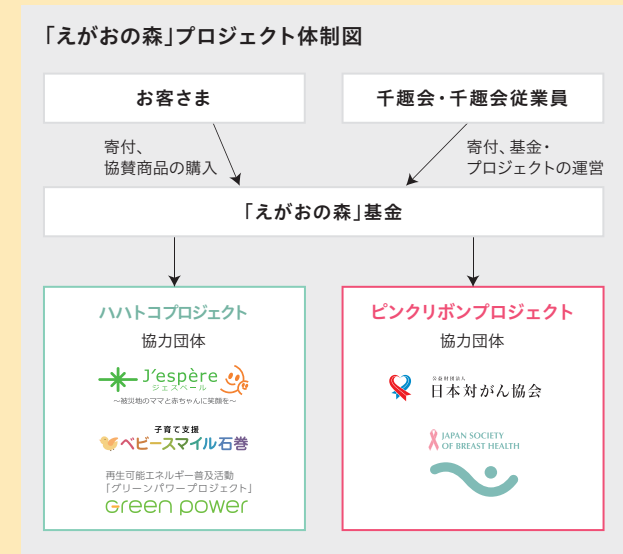 「えがおの森」プロジェクト体制図
お客さま
千趣会・千趣会従業員
寄付、
協賛商品の購入
寄付、基金・
プロジェクトの運営
「えがおの森」基金
ハハトコプロジェクト
協力団体
J'espère
ジェスペール
〜被災地のママと赤ちゃんに笑顔を〜
子育て支援
ベビースマイル石巻
再生可能エネルギー普及活動
「グリーンパワープロジェクト」
Green power
ピンクリボンプロジェクト
協力団体
公益財団法人
日本対がん協会
JAPAN SOCIETY
OF BREAST HEALTH